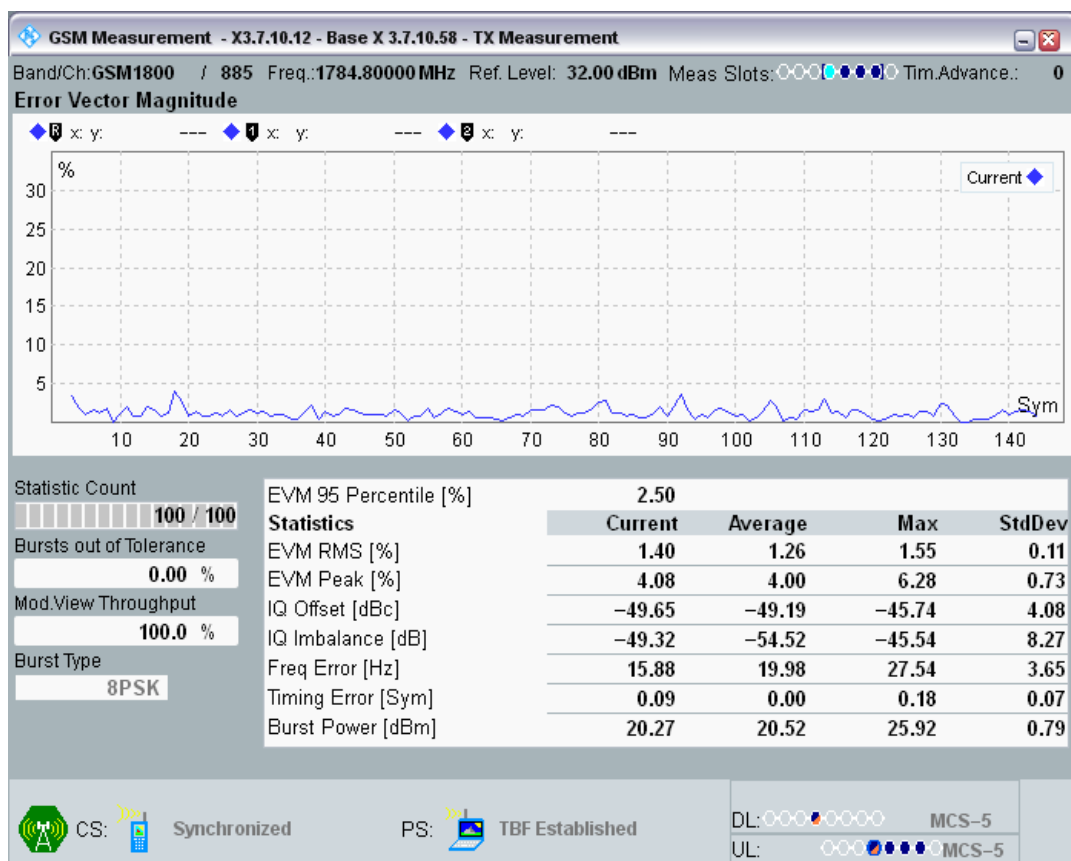 GSM Measurement - X3.7.10.12 - Base X 3.7.10.58 - TX Measurement
Band/Ch:GSM1800 / 885 Freq.:1784.80000 MHz Ref. Level: 32.00 dBm Meas Slots: Tim.Advance.: 0
Error Vector Magnitude
R x: y: --- 1 x: y: --- 2 x: y: ---
%
Current
30
25
20
15
10
5
Sym
10 20 30 40 50 60 70 80 90 100 110 120 130 140
Statistic Count
100 / 100
Bursts out of Tolerance
0.00 %
Mod.View Throughput
100.0 %
Burst Type
8PSK
EVM 95 Percentile [%] 2.50
Statistics Current Average Max StdDev
EVM RMS [%] 1.40 1.26 1.55 0.11
EVM Peak [%] 4.08 4.00 6.28 0.73
IQ Offset [dBc] −49.65 −49.19 −45.74 4.08
IQ Imbalance [dB] −49.32 −54.52 −45.54 8.27
Freq Error [Hz] 15.88 19.98 27.54 3.65
Timing Error [Sym] 0.09 0.00 0.18 0.07
Burst Power [dBm] 20.27 20.52 25.92 0.79
CS: Synchronized PS: TBF Established
DL: MCS−5
UL: MCS−5